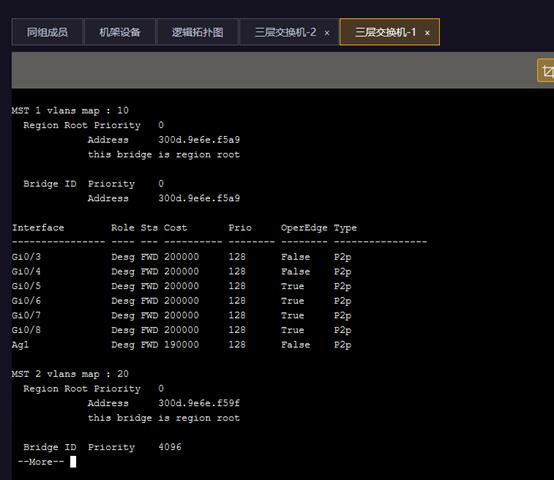 同组成员 机架设备 逻辑拓扑图 三层交换机-2 × 三层交换机-1 ×
MST 1 vlans map : 10
Region Root Priority 0
Address 300d.9e6e.f5a9
this bridge is region root
Bridge ID Priority 0
Address 300d.9e6e.f5a9
Interface Role Sts Cost Prio OperEdge Type
---------------- ---- --- ---------- -------- -------- ----------------
Gi0/3 Desg FWD 200000 128 False P2p
Gi0/4 Desg FWD 200000 128 False P2p
Gi0/5 Desg FWD 200000 128 True P2p
Gi0/6 Desg FWD 200000 128 True P2p
Gi0/7 Desg FWD 200000 128 True P2p
Gi0/8 Desg FWD 200000 128 True P2p
Ag1 Desg FWD 190000 128 False P2p
MST 2 vlans map : 20
Region Root Priority 0
Address 300d.9e6e.f59f
this bridge is region root
Bridge ID Priority 4096
--More--